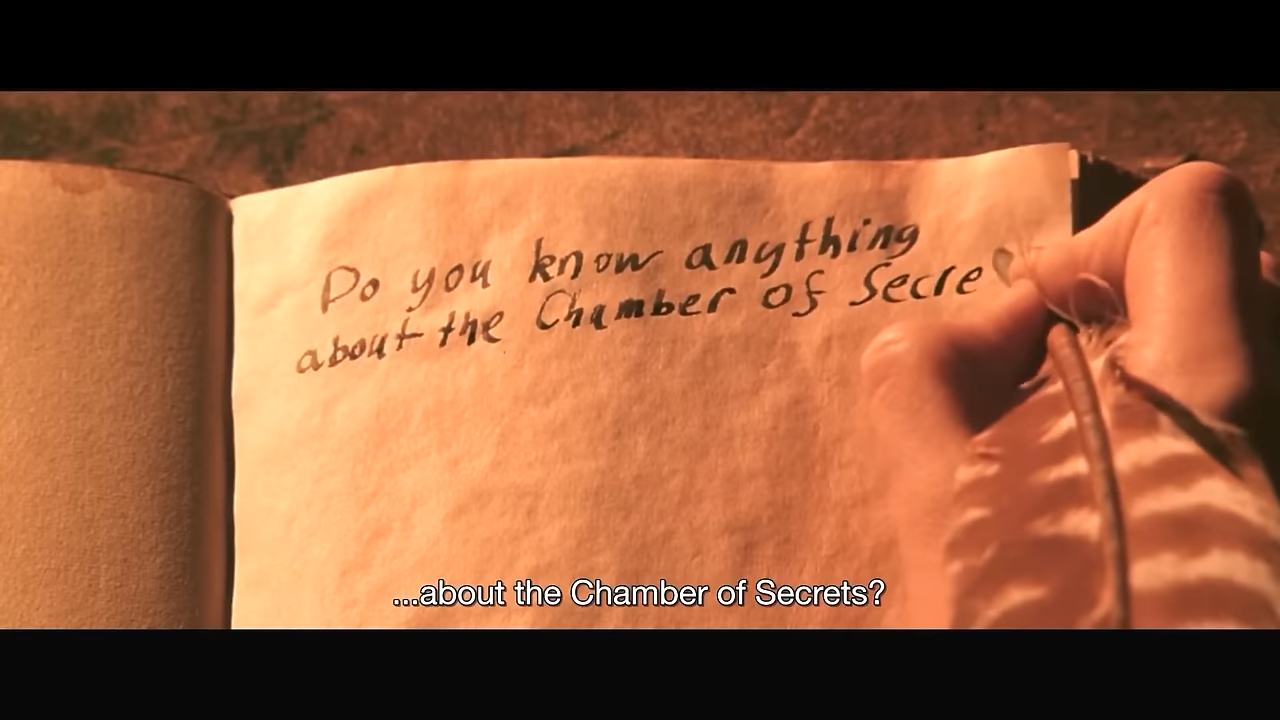 Do you know anything
about the Chamber of Secre
...about the Chamber of Secrets?